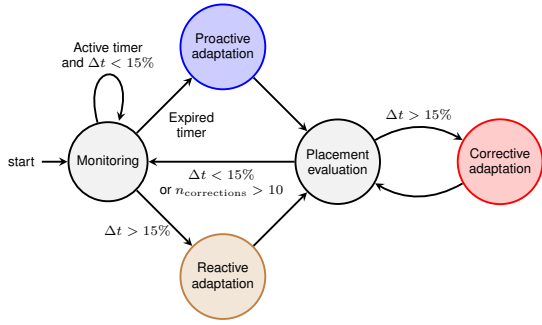 Active timer
and Δt < 15%
Proactive
adaptation
Expired
timer
Δt > 15%
start
Monitoring
Placement
evaluation
Corrective
adaptation
Δt < 15%
or n_corrections > 10
Δt > 15%
Reactive
adaptation